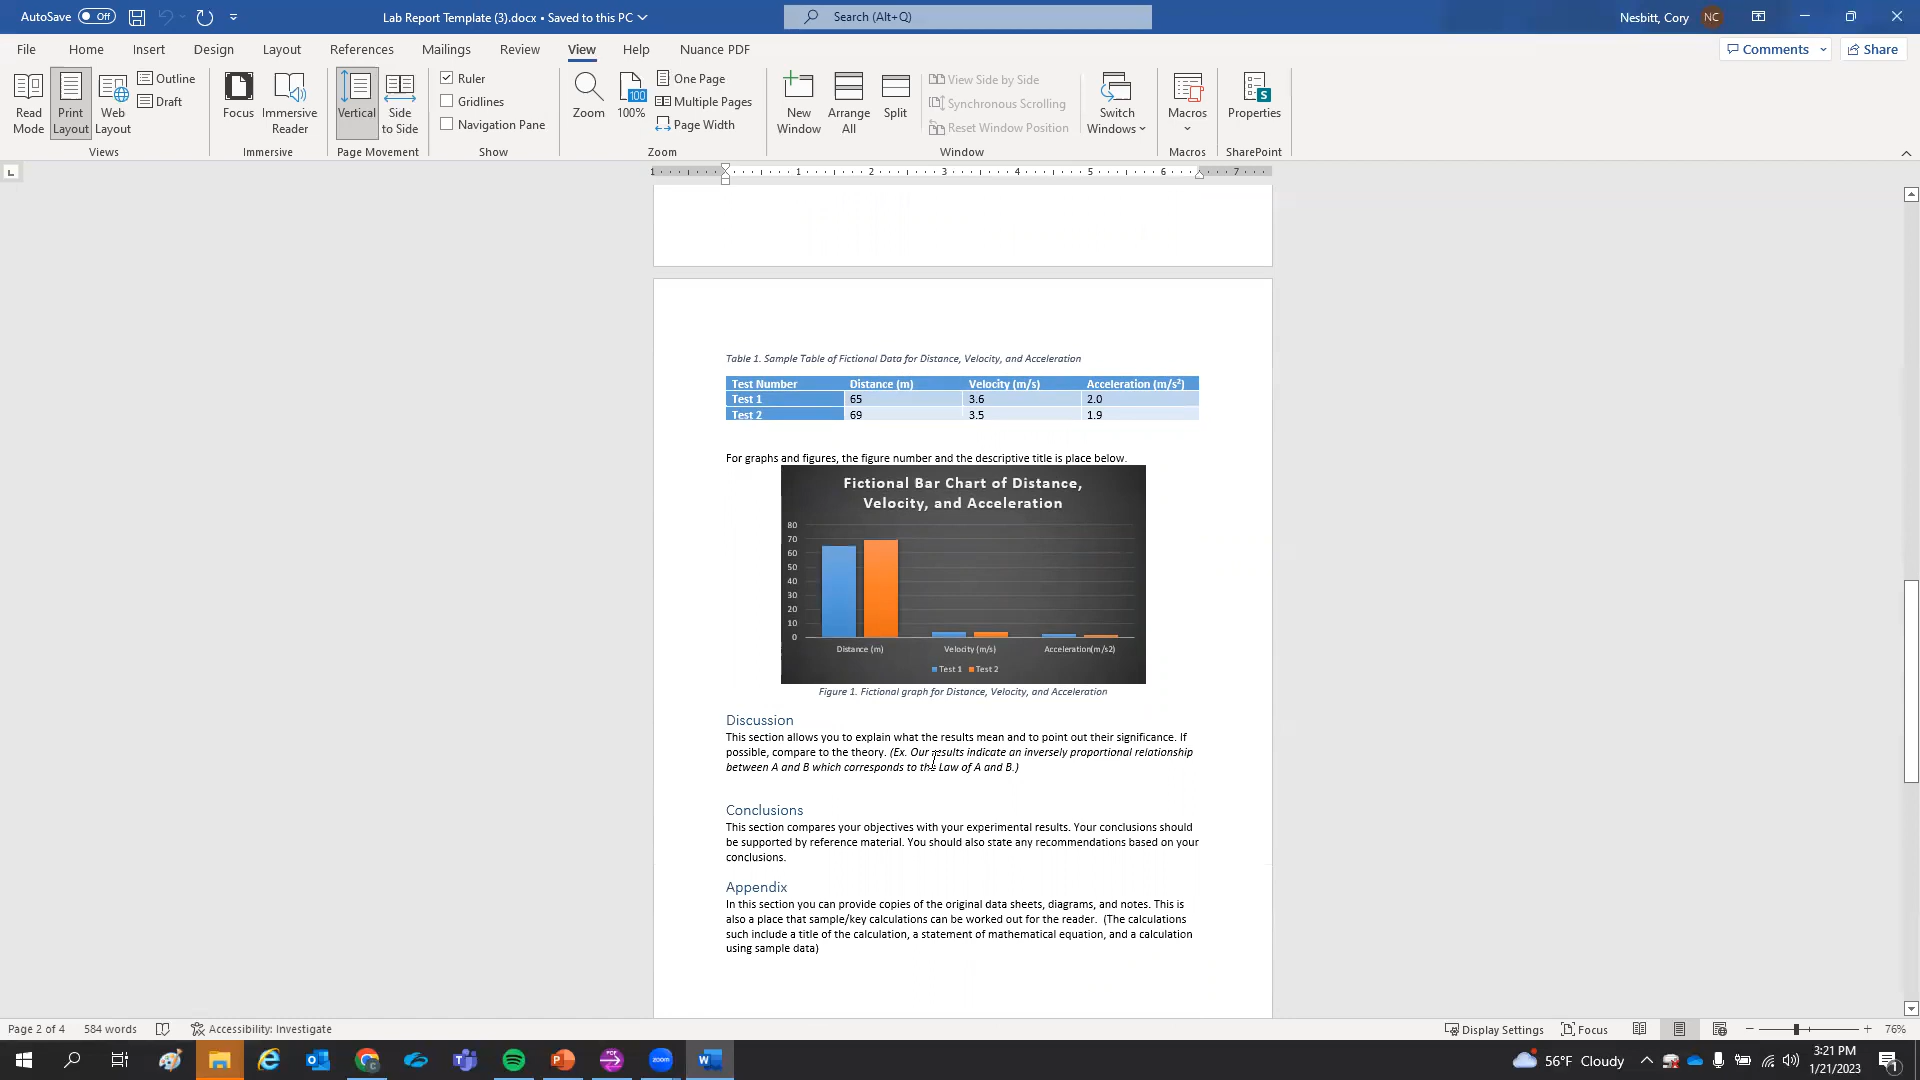 AutoSave Off Lab Report Template (3).docx • Saved to this PC Search (Alt+Q) Nesbitt, Cory NC
File Home Insert Design Layout References Mailings Review View Help Nuance PDF Comments Share
Read Mode Print Layout Web Layout Outline Draft Views
Focus Immersive Reader Immersive
Vertical Side to Side Page Movement
Ruler Gridlines Navigation Pane Show
Zoom 100 100% One Page Multiple Pages Page Width Zoom
New Window Arrange All Split View Side by Side Synchronous Scrolling Reset Window Position Switch Windows Window
Macros Macros
S Properties SharePoint
1 1 2 3 4 5 6 7
Table 1. Sample Table of Fictional Data for Distance, Velocity, and Acceleration
Test Number Distance (m) Velocity (m/s) Acceleration (m/s²)
Test 1 65 3.6 2.0
Test 2 69 3.5 1.9
For graphs and figures, the figure number and the descriptive title is place below.
Fictional Bar Chart of Distance,
Velocity, and Acceleration
80
70
60
50
40
30
20
10
0
Distance (m) Velocity (m/s) Acceleration(m/s2)
Test 1 Test 2
Figure 1. Fictional graph for Distance, Velocity, and Acceleration
Discussion
This section allows you to explain what the results mean and to point out their significance. If
possible, compare to the theory. (Ex. Our results indicate an inversely proportional relationship
between A and B which corresponds to the Law of A and B.)
Conclusions
This section compares your objectives with your experimental results. Your conclusions should
be supported by reference material. You should also state any recommendations based on your
conclusions.
Appendix
In this section you can provide copies of the original data sheets, diagrams, and notes. This is
also a place that sample/key calculations can be worked out for the reader. (The calculations
such include a title of the calculation, a statement of mathematical equation, and a calculation
using sample data)
Page 2 of 4 584 words Accessibility: Investigate Display Settings Focus 76%
56°F Cloudy 3:21 PM
1/21/2023 1